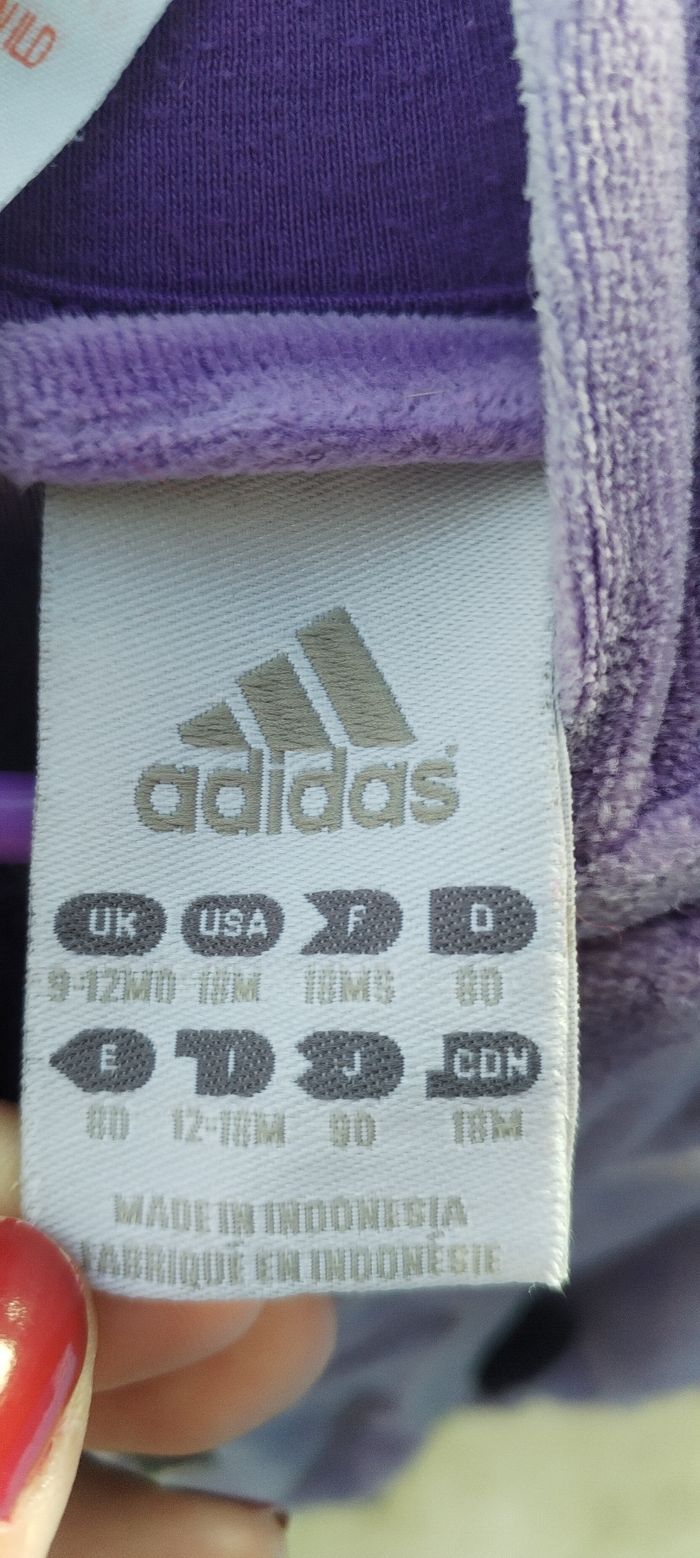 adidas
UK USA F D
9-12MO 18M 18MS 80
E I J CDN
80 12-18M 90 18M
MADE IN INDONESIA
FABRIQUÉ EN INDONÉSIE